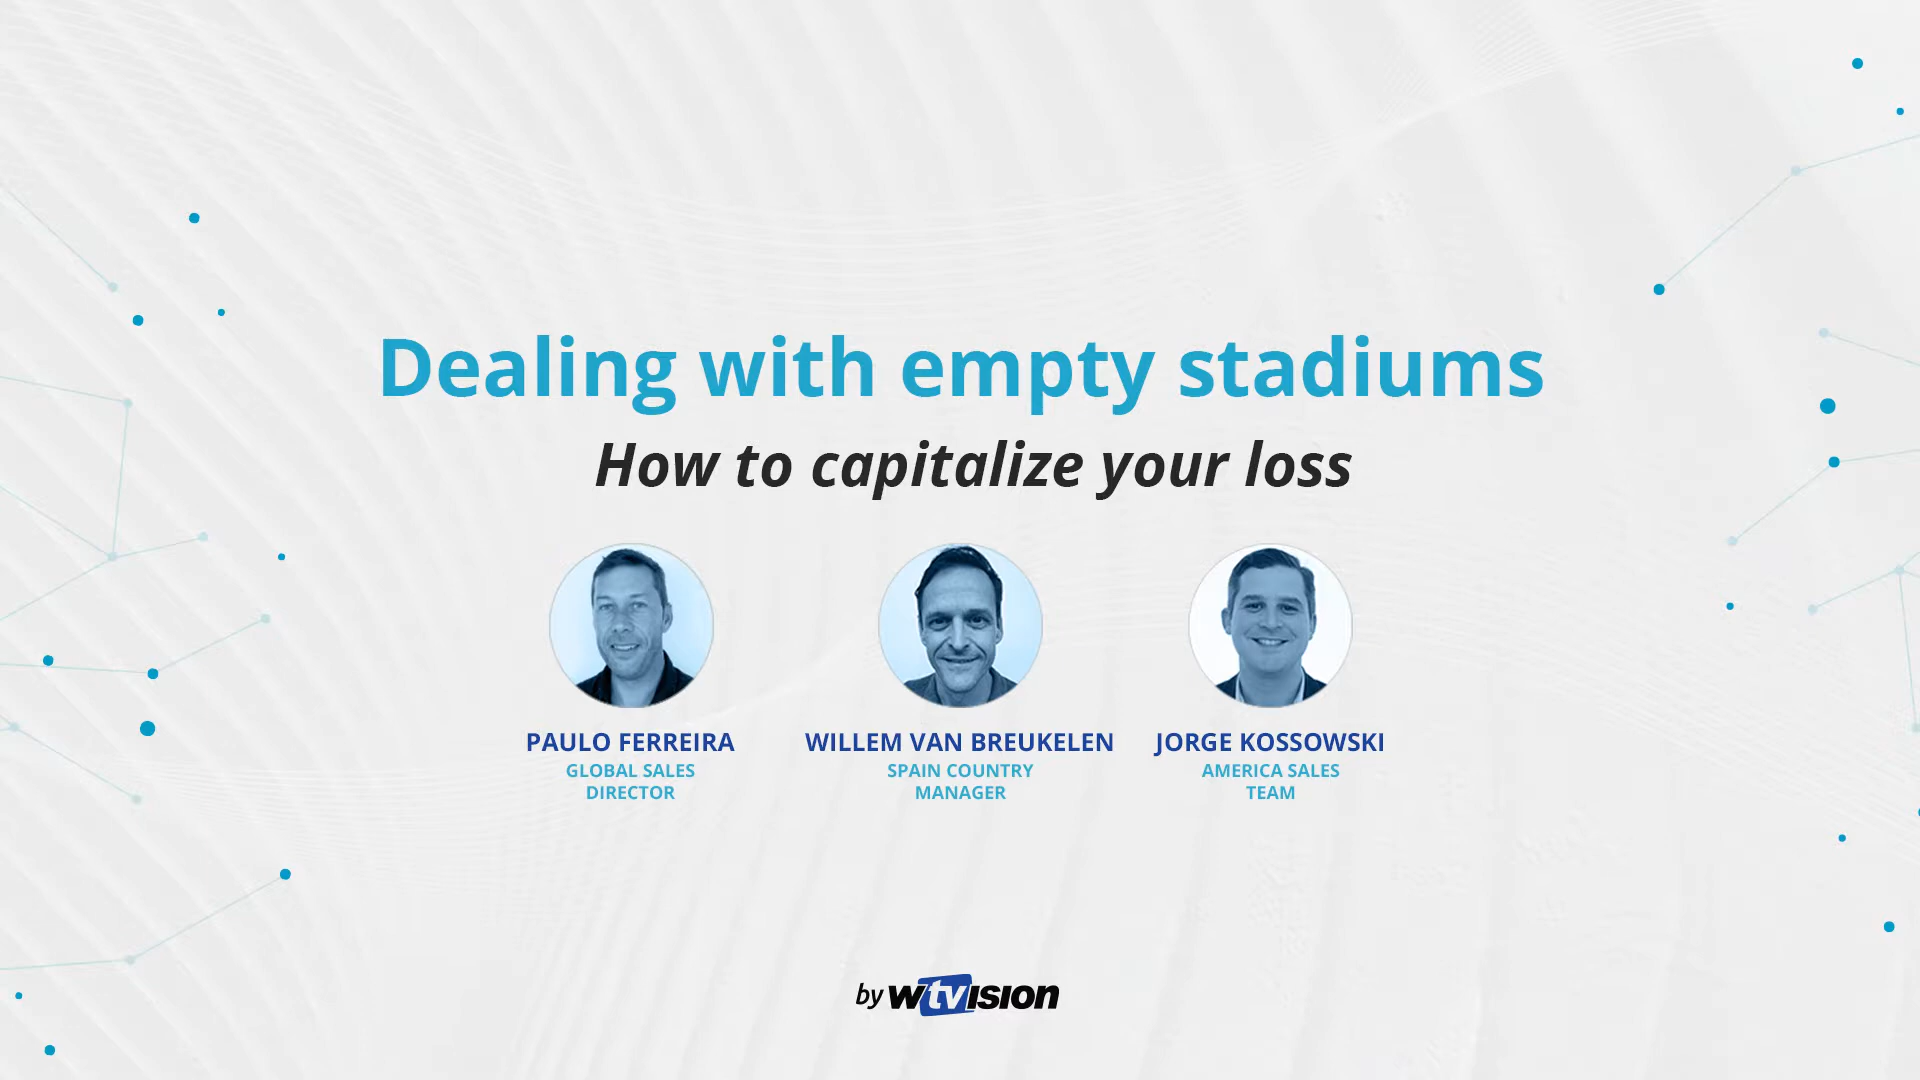 Dealing with empty stadiums
How to capitalize your loss
PAULO FERREIRA
GLOBAL SALES
DIRECTOR
WILLEM VAN BREUKELEN
SPAIN COUNTRY
MANAGER
JORGE KOSSOWSKI
AMERICA SALES
TEAM
by wtvision